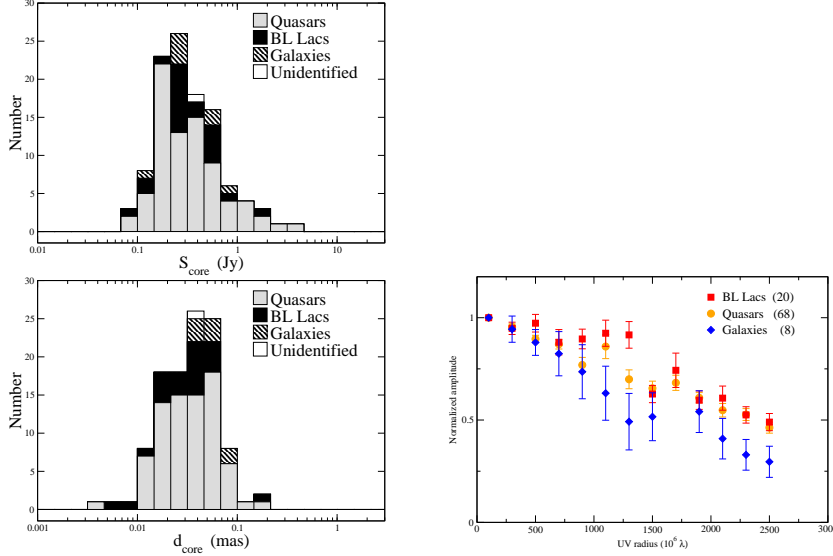 30
25
20
15
10
5
0
Number
Quasars
BL Lacs
Galaxies
Unidentified
0.01 0.1 1 10
S_core (Jy)
30
25
20
15
10
5
0
Number
Quasars
BL Lacs
Galaxies
Unidentified
0.001 0.01 0.1 1
d_core (mas)
BL Lacs (20)
Quasars (68)
Galaxies (8)
1
0.5
0
Normalized amplitude
0 500 1000 1500 2000 2500 300
UV radius (10^6 λ)